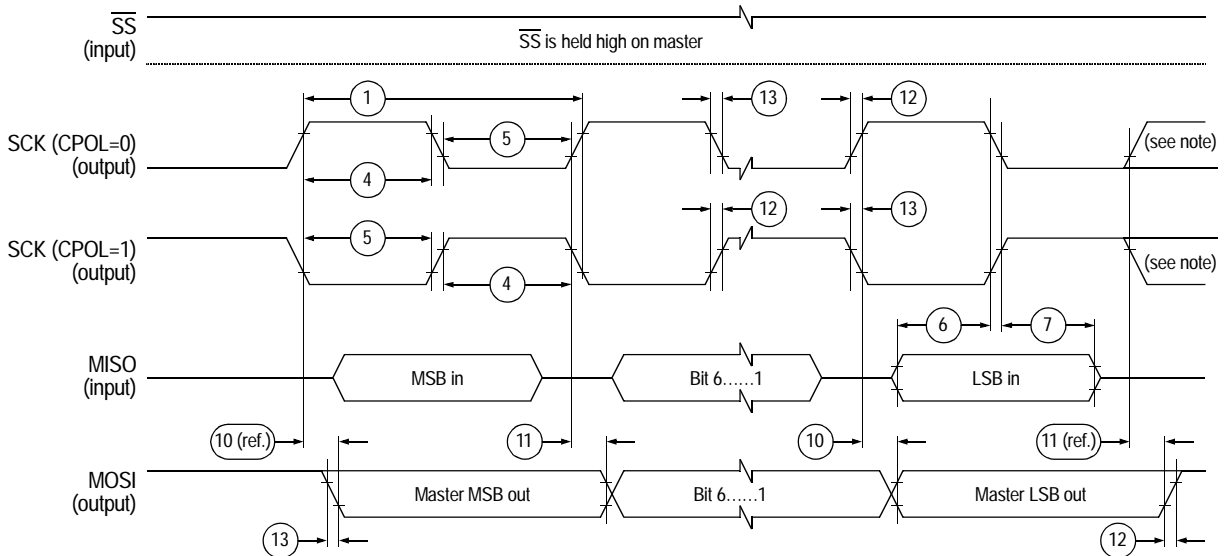 SS
(input)
SS is held high on master
1
13
12
SCK (CPOL=0)
(output)
5
(see note)
4
12
13
SCK (CPOL=1)
(output)
5
(see note)
4
6
7
MISO
(input)
MSB in
Bit 6......1
LSB in
10 (ref.)
11
10
11 (ref.)
MOSI
(output)
Master MSB out
Bit 6......1
Master LSB out
13
12